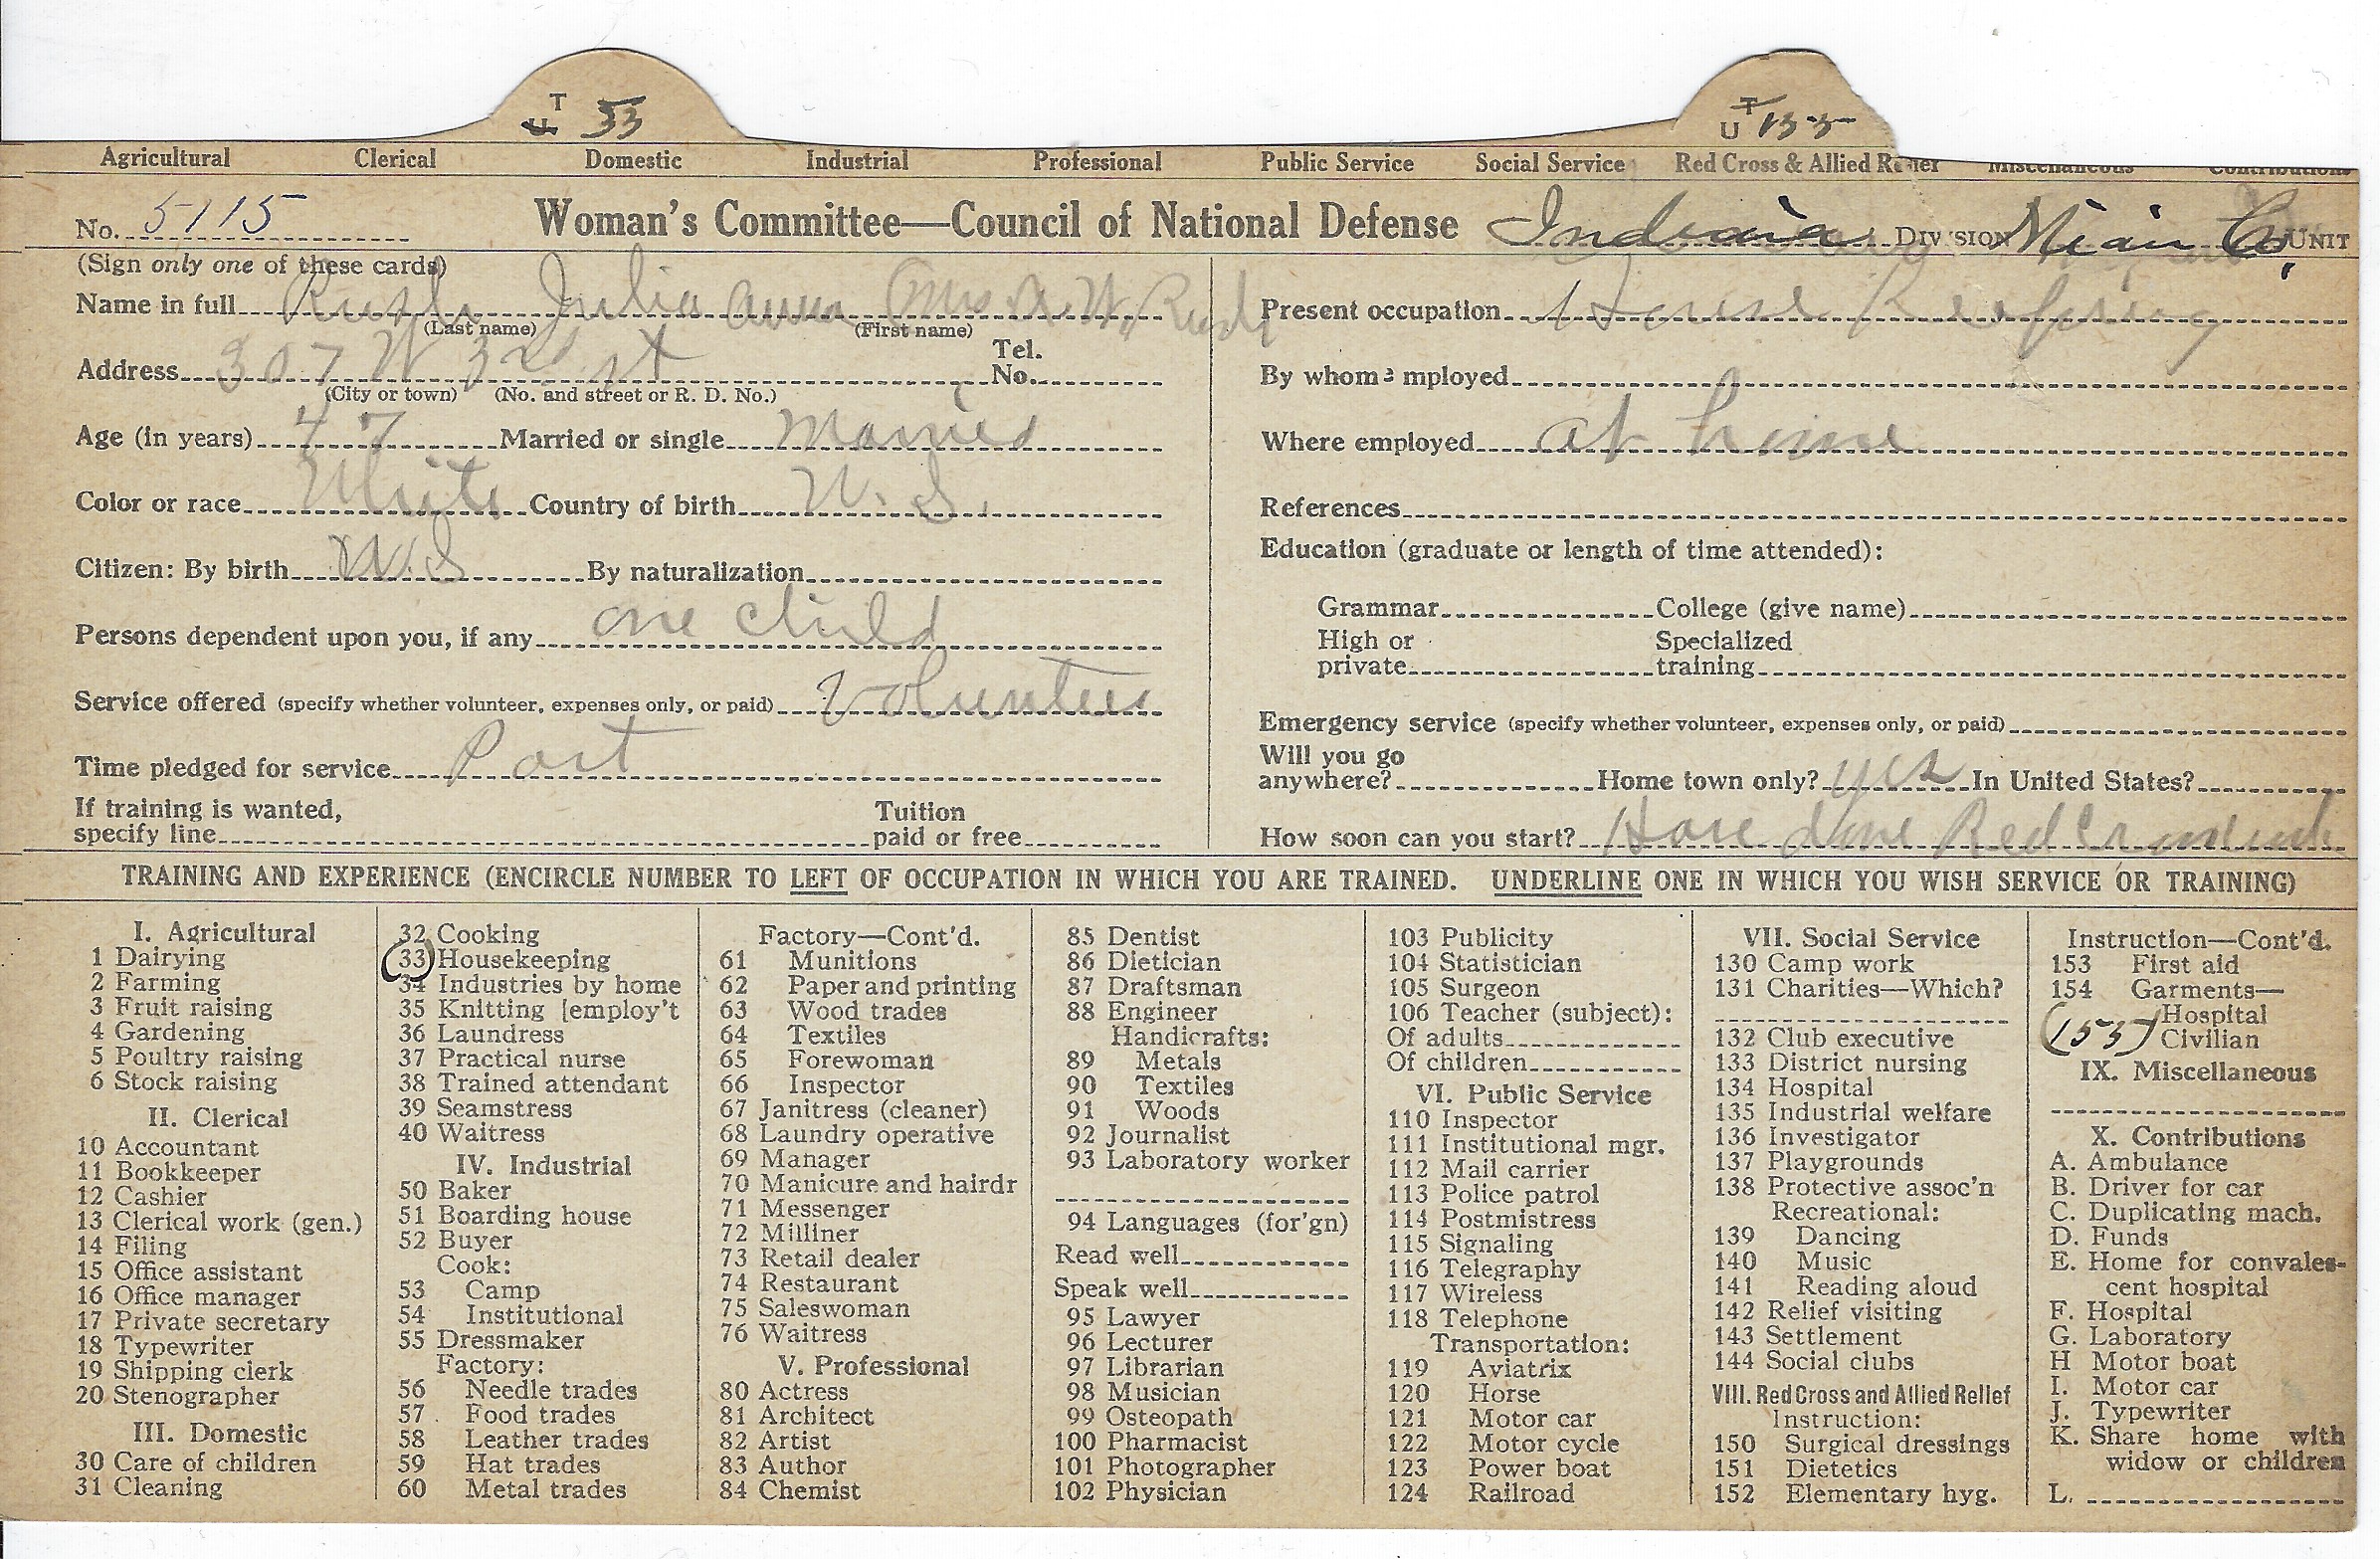 T 33
T
U 155
Agricultural Clerical Domestic Industrial Professional Public Service Social Service Red Cross & Allied Relief Miscellaneous Contributions
No. 5115 Woman's Committee—Council of National Defense Indiana DIVISION Miami Co. UNIT
(Sign only one of these cards)
Name in full Rush Julia Anna (Mrs. W. Rush
(Last name) (First name)
Address 307 W 3rd st Tel. No.
(City or town) (No. and street or R. D. No.)
Age (in years) 47 Married or single Married
Color or race White Country of birth U. S.
Citizen: By birth U.S By naturalization
Persons dependent upon you, if any one child
Service offered (specify whether volunteer, expenses only, or paid) Volunteer
Time pledged for service Part
If training is wanted,
specify line Tuition paid or free
Present occupation House Keeping
By whom employed
Where employed at home
References
Education (graduate or length of time attended):
Grammar College (give name)
High or private Specialized training
Emergency service (specify whether volunteer, expenses only, or paid)
Will you go
anywhere? Home town only? yes In United States?
How soon can you start? Have done Red Cross work
TRAINING AND EXPERIENCE (ENCIRCLE NUMBER TO LEFT OF OCCUPATION IN WHICH YOU ARE TRAINED. UNDERLINE ONE IN WHICH YOU WISH SERVICE OR TRAINING)
I. Agricultural
1 Dairying
2 Farming
3 Fruit raising
4 Gardening
5 Poultry raising
6 Stock raising
II. Clerical
10 Accountant
11 Bookkeeper
12 Cashier
13 Clerical work (gen.)
14 Filing
15 Office assistant
16 Office manager
17 Private secretary
18 Typewriter
19 Shipping clerk
20 Stenographer
III. Domestic
30 Care of children
31 Cleaning
32 Cooking
33 Housekeeping
34 Industries by home
35 Knitting [employ't
36 Laundress
37 Practical nurse
38 Trained attendant
39 Seamstress
40 Waitress
IV. Industrial
50 Baker
51 Boarding house
52 Buyer
Cook:
53 Camp
54 Institutional
55 Dressmaker
Factory:
56 Needle trades
57 Food trades
58 Leather trades
59 Hat trades
60 Metal trades
Factory—Cont'd.
61 Munitions
62 Paper and printing
63 Wood trades
64 Textiles
65 Forewoman
66 Inspector
67 Janitress (cleaner)
68 Laundry operative
69 Manager
70 Manicure and hairdr
71 Messenger
72 Milliner
73 Retail dealer
74 Restaurant
75 Saleswoman
76 Waitress
V. Professional
80 Actress
81 Architect
82 Artist
83 Author
84 Chemist
85 Dentist
86 Dietician
87 Draftsman
88 Engineer
Handicrafts:
89 Metals
90 Textiles
91 Woods
92 Journalist
93 Laboratory worker
94 Languages (for'gn)
Read well
Speak well
95 Lawyer
96 Lecturer
97 Librarian
98 Musician
99 Osteopath
100 Pharmacist
101 Photographer
102 Physician
103 Publicity
104 Statistician
105 Surgeon
106 Teacher (subject):
Of adults
Of children
VI. Public Service
110 Inspector
111 Institutional mgr.
112 Mail carrier
113 Police patrol
114 Postmistress
115 Signaling
116 Telegraphy
117 Wireless
118 Telephone
Transportation:
119 Aviatrix
120 Horse
121 Motor car
122 Motor cycle
123 Power boat
124 Railroad
VII. Social Service
130 Camp work
131 Charities—Which?
132 Club executive
133 District nursing
134 Hospital
135 Industrial welfare
136 Investigator
137 Playgrounds
138 Protective assoc'n
Recreational:
139 Dancing
140 Music
141 Reading aloud
142 Relief visiting
143 Settlement
144 Social clubs
VIII. Red Cross and Allied Relief
Instruction:
150 Surgical dressings
151 Dietetics
152 Elementary hyg.
Instruction—Cont'd.
153 First aid
154 Garments—
Hospital
155 Civilian
IX. Miscellaneous
X. Contributions
A. Ambulance
B. Driver for car
C. Duplicating mach.
D. Funds
E. Home for convales-
cent hospital
F. Hospital
G. Laboratory
H Motor boat
I. Motor car
J. Typewriter
K. Share home with
widow or children
L.